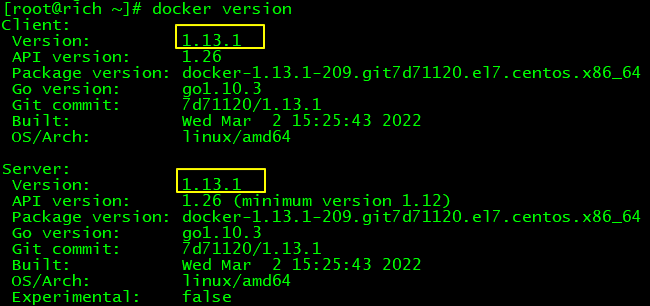 [root@rich ~]# docker version
Client:
 Version:         1.13.1
 API version:     1.26
 Package version: docker-1.13.1-209.git7d71120.el7.centos.x86_64
 Go version:      go1.10.3
 Git commit:      7d71120/1.13.1
 Built:           Wed Mar  2 15:25:43 2022
 OS/Arch:         linux/amd64

Server:
 Version:         1.13.1
 API version:     1.26 (minimum version 1.12)
 Package version: docker-1.13.1-209.git7d71120.el7.centos.x86_64
 Go version:      go1.10.3
 Git commit:      7d71120/1.13.1
 Built:           Wed Mar  2 15:25:43 2022
 OS/Arch:         linux/amd64
 Experimental:    false